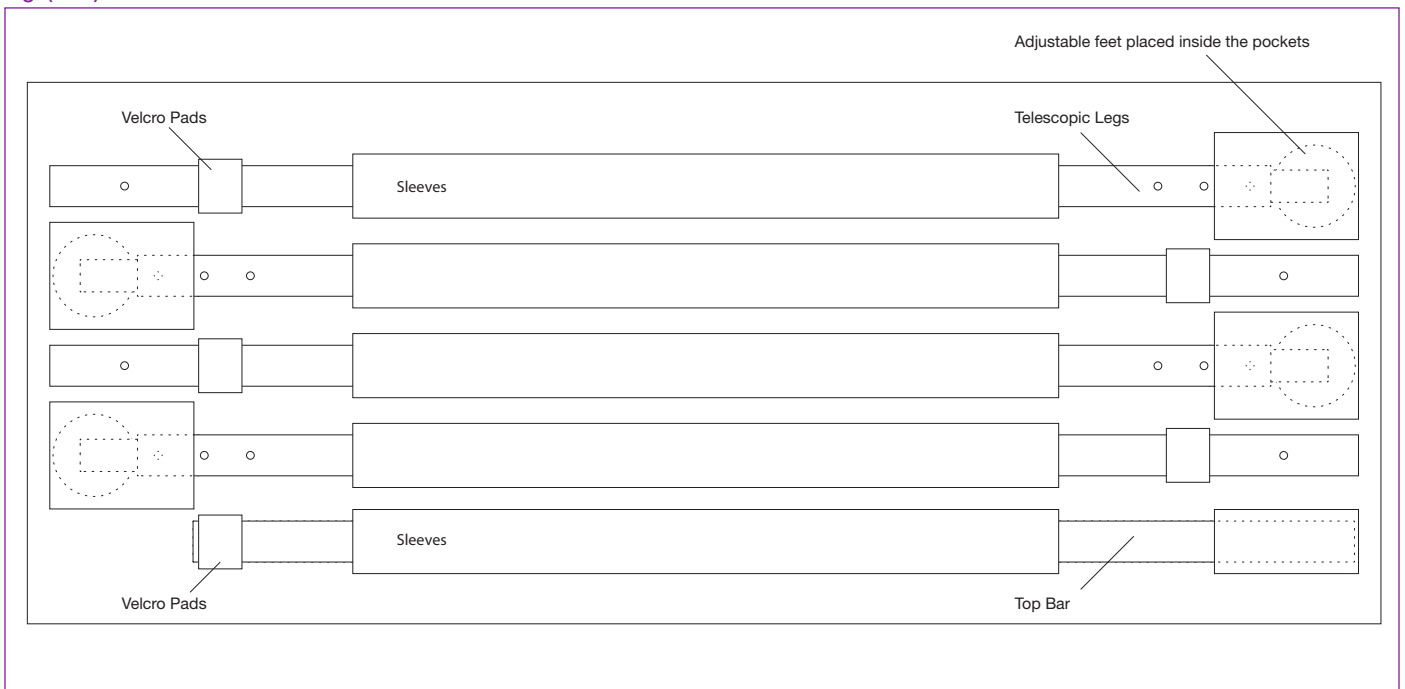 Adjustable feet placed inside the pockets
Velcro Pads
Telescopic Legs
Sleeves
Sleeves
Velcro Pads
Top Bar